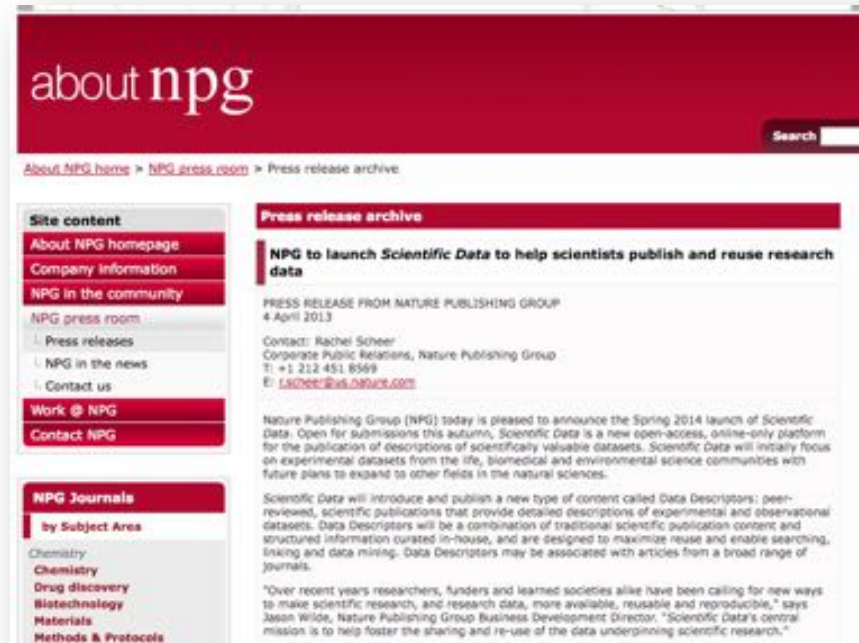 about npg
Search
About NPG home > NPG press room > Press release archive
Site content
About NPG homepage
Company information
NPG in the community
NPG press room
Press releases
NPG in the news
Contact us
Work @ NPG
Contact NPG
NPG Journals
by Subject Area
Chemistry
Chemistry
Drug discovery
Biotechnology
Materials
Methods & Protocols
Press release archive
NPG to launch Scientific Data to help scientists publish and reuse research
data
PRESS RELEASE FROM NATURE PUBLISHING GROUP
4 April 2013
Contact: Rachel Scheer
Corporate Public Relations, Nature Publishing Group
T: +1 212 451 8569
E: r.scheer@us.nature.com
Nature Publishing Group (NPG) today is pleased to announce the Spring 2014 launch of Scientific
Data. Open for submissions this autumn, Scientific Data is a new open-access, online-only platform
for the publication of descriptions of scientifically valuable datasets. Scientific Data will initially focus
on experimental datasets from the life, biomedical and environmental science communities with
future plans to expand to other fields in the natural sciences.
Scientific Data will introduce and publish a new type of content called Data Descriptors: peer-
reviewed, scientific publications that provide detailed descriptions of experimental and observational
datasets. Data Descriptors will be a combination of traditional scientific publication content and
structured information curated in-house, and are designed to maximize reuse and enable searching,
linking and data mining. Data Descriptors may be associated with articles from a broad range of
journals.
"Over recent years researchers, funders and learned societies alike have been calling for new ways
to make scientific research, and research data, more available, reusable and reproducible," says
Jason Wilde, Nature Publishing Group Business Development Director. "Scientific Data's central
mission is to help foster the sharing and re-use of the data underpinning scientific research."